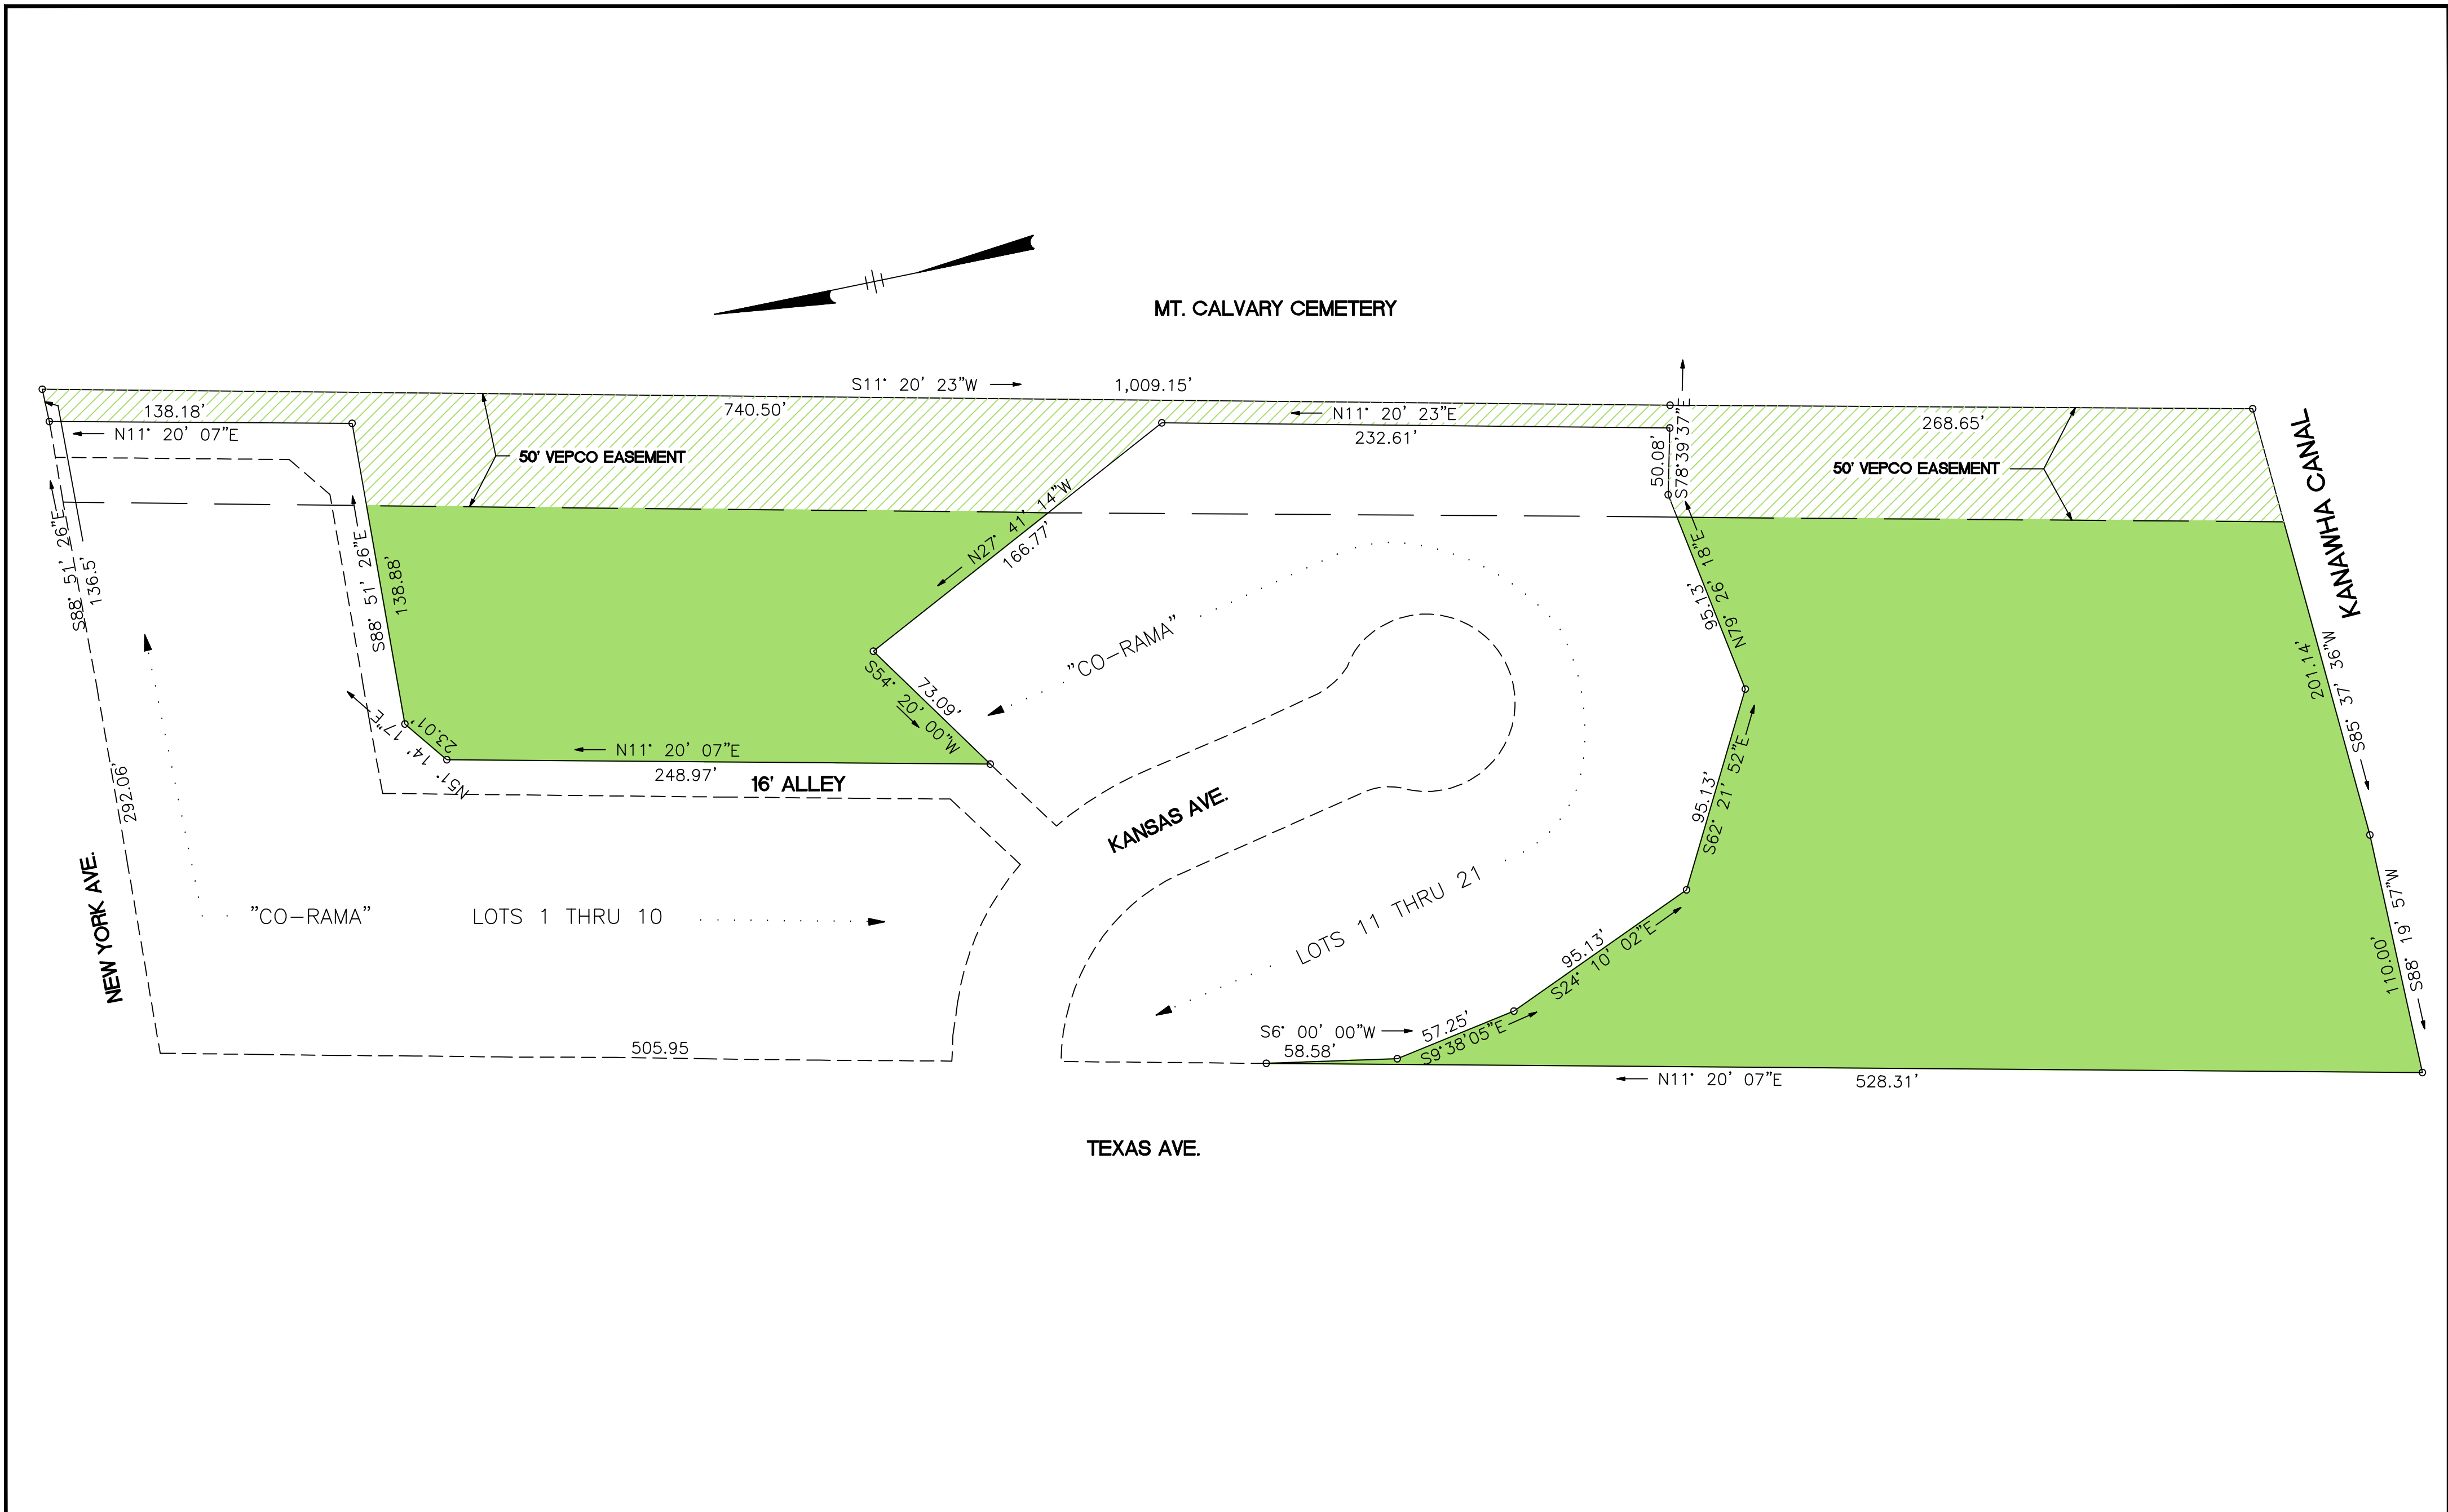 MT. CALVARY CEMETERY
S11° 20' 23"W
1,009.15'
138.18'
N11° 20' 07"E
740.50'
N11° 20' 23"E
232.61'
268.65'
50' VEPCO EASEMENT
50' VEPCO EASEMENT
50.08'
S78°39'37"E
KANAWHA CANAL
S88° 51' 26"E
136.5'
S88° 51' 26"E
138.88'
N27° 41' 14"W
166.77'
N79° 26' 18"E
95.13'
"CO-RAMA"
S54° 20' 00"W
73.09'
201.14'
S85° 37' 36"W
23.01'
N51° 14' 17"E
N11° 20' 07"E
248.97'
16' ALLEY
292.06'
KANSAS AVE.
95.13'
S62° 21' 52"E
NEW YORK AVE.
"CO-RAMA"
LOTS 1 THRU 10
LOTS 11 THRU 21
95.13'
S24° 10' 02"E
110.00'
S88° 19' 57"W
S6° 00' 00"W
58.58'
57.25'
S9°38'05"E
505.95
N11° 20' 07"E
528.31'
TEXAS AVE.